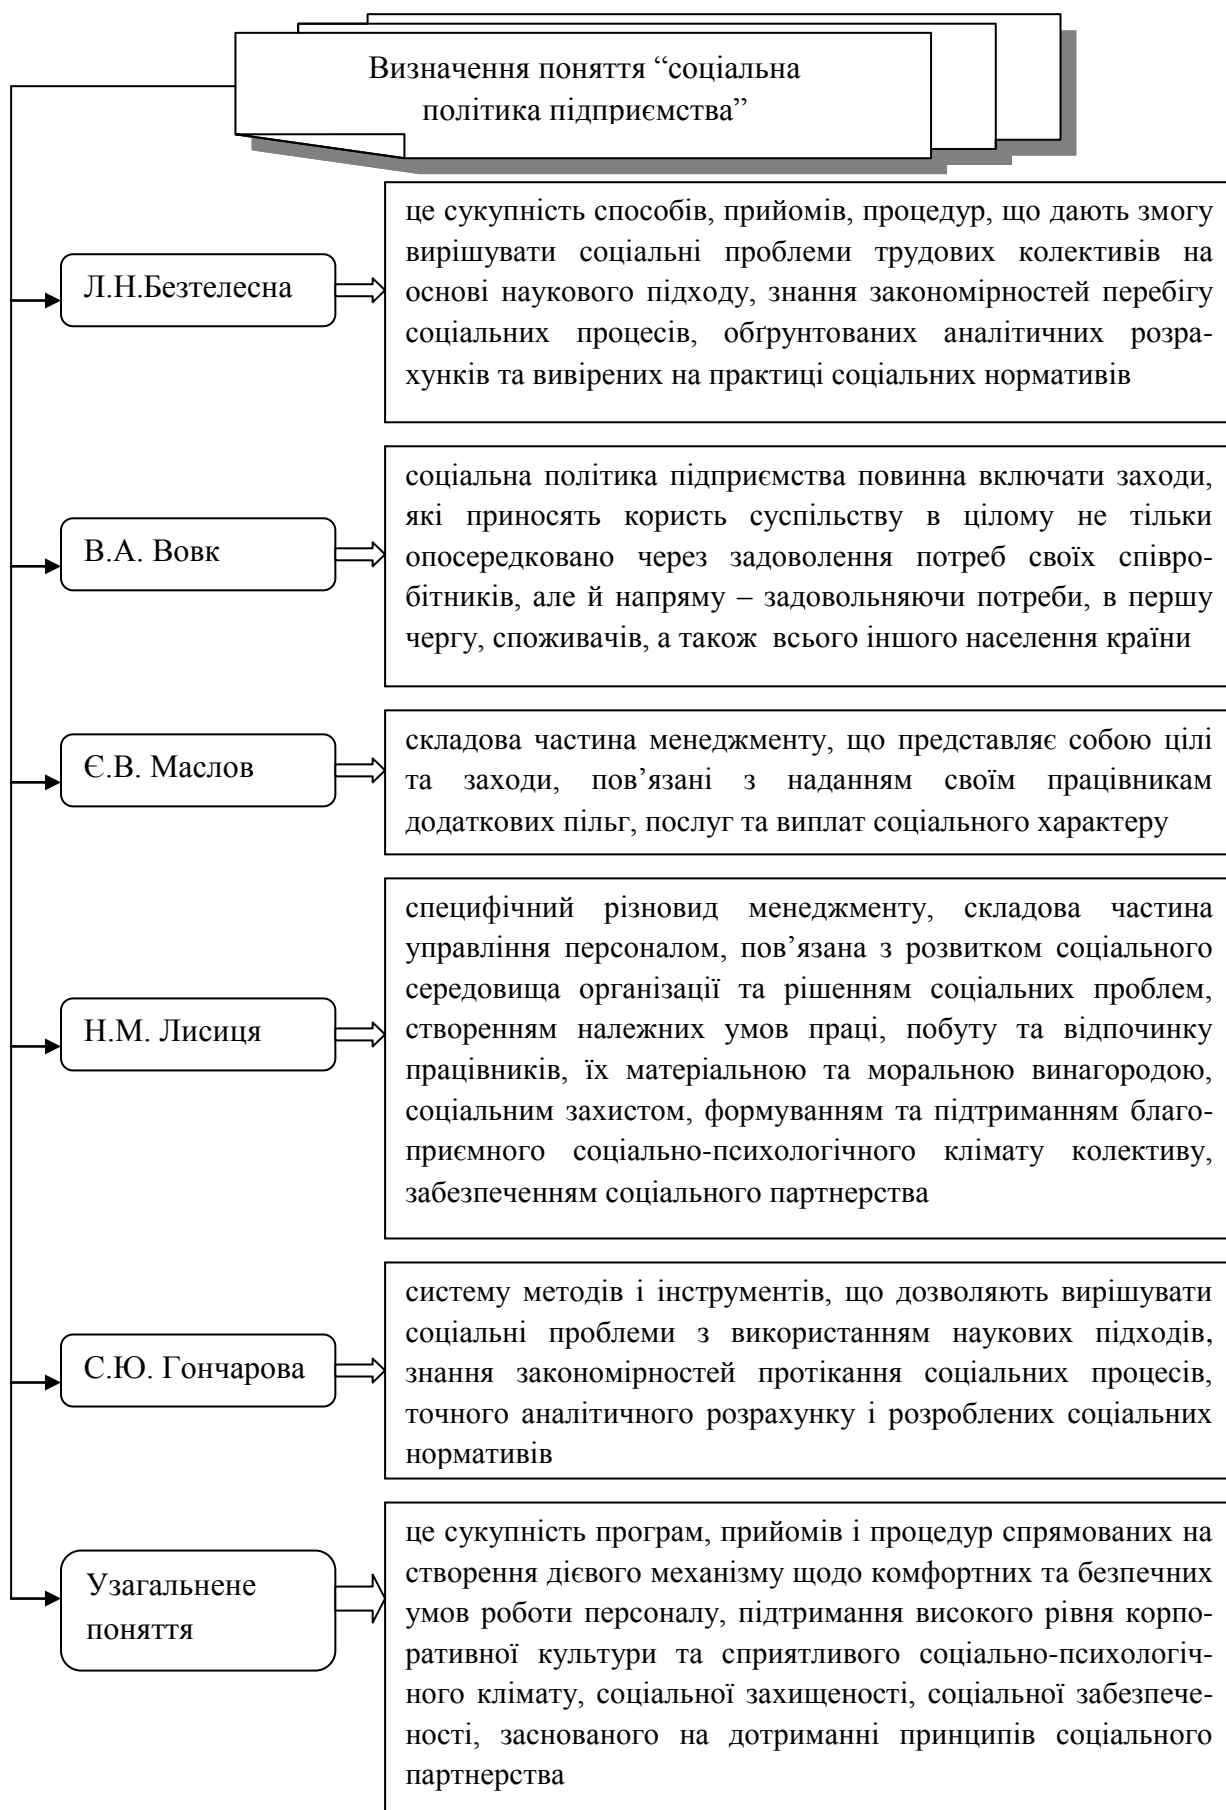 Визначення поняття “соціальна
політика підприємства”
Л.Н.Безтелесна
це сукупність способів, прийомів, процедур, що дають змогу
вирішувати соціальні проблеми трудових колективів на
основі наукового підходу, знання закономірностей перебігу
соціальних процесів, обґрунтованих аналітичних розра-
хунків та вивірених на практиці соціальних нормативів
В.А. Вовк
соціальна політика підприємства повинна включати заходи,
які приносять користь суспільству в цілому не тільки
опосередковано через задоволення потреб своїх співро-
бітників, але й напряму – задовольняючи потреби, в першу
чергу, споживачів, а також всього іншого населення країни
Є.В. Маслов
складова частина менеджменту, що представляє собою цілі
та заходи, пов’язані з наданням своїм працівникам
додаткових пільг, послуг та виплат соціального характеру
Н.М. Лисиця
специфічний різновид менеджменту, складова частина
управління персоналом, пов’язана з розвитком соціального
середовища організації та рішенням соціальних проблем,
створенням належних умов праці, побуту та відпочинку
працівників, їх матеріальною та моральною винагородою,
соціальним захистом, формуванням та підтриманням благо-
приємного соціально-психологічного клімату колективу,
забезпеченням соціального партнерства
С.Ю. Гончарова
систему методів і інструментів, що дозволяють вирішувати
соціальні проблеми з використанням наукових підходів,
знання закономірностей протікання соціальних процесів,
точного аналітичного розрахунку і розроблених соціальних
нормативів
Узагальнене
поняття
це сукупність програм, прийомів і процедур спрямованих на
створення дієвого механізму щодо комфортних та безпечних
умов роботи персоналу, підтримання високого рівня корпо-
ративної культури та сприятливого соціально-психологіч-
ного клімату, соціальної захищеності, соціальної забезпече-
ності, заснованого на дотриманні принципів соціального
партнерства